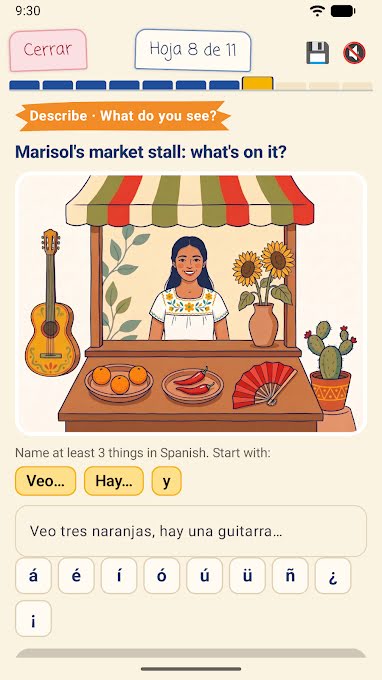 9:30
Cerrar
Hoja 8 de 11
Describe · What do you see?
Marisol's market stall: what's on it?
Name at least 3 things in Spanish. Start with:
Veo… Hay… y
Veo tres naranjas, hay una guitarra…
á é í ó ú ü ñ ¿
¡